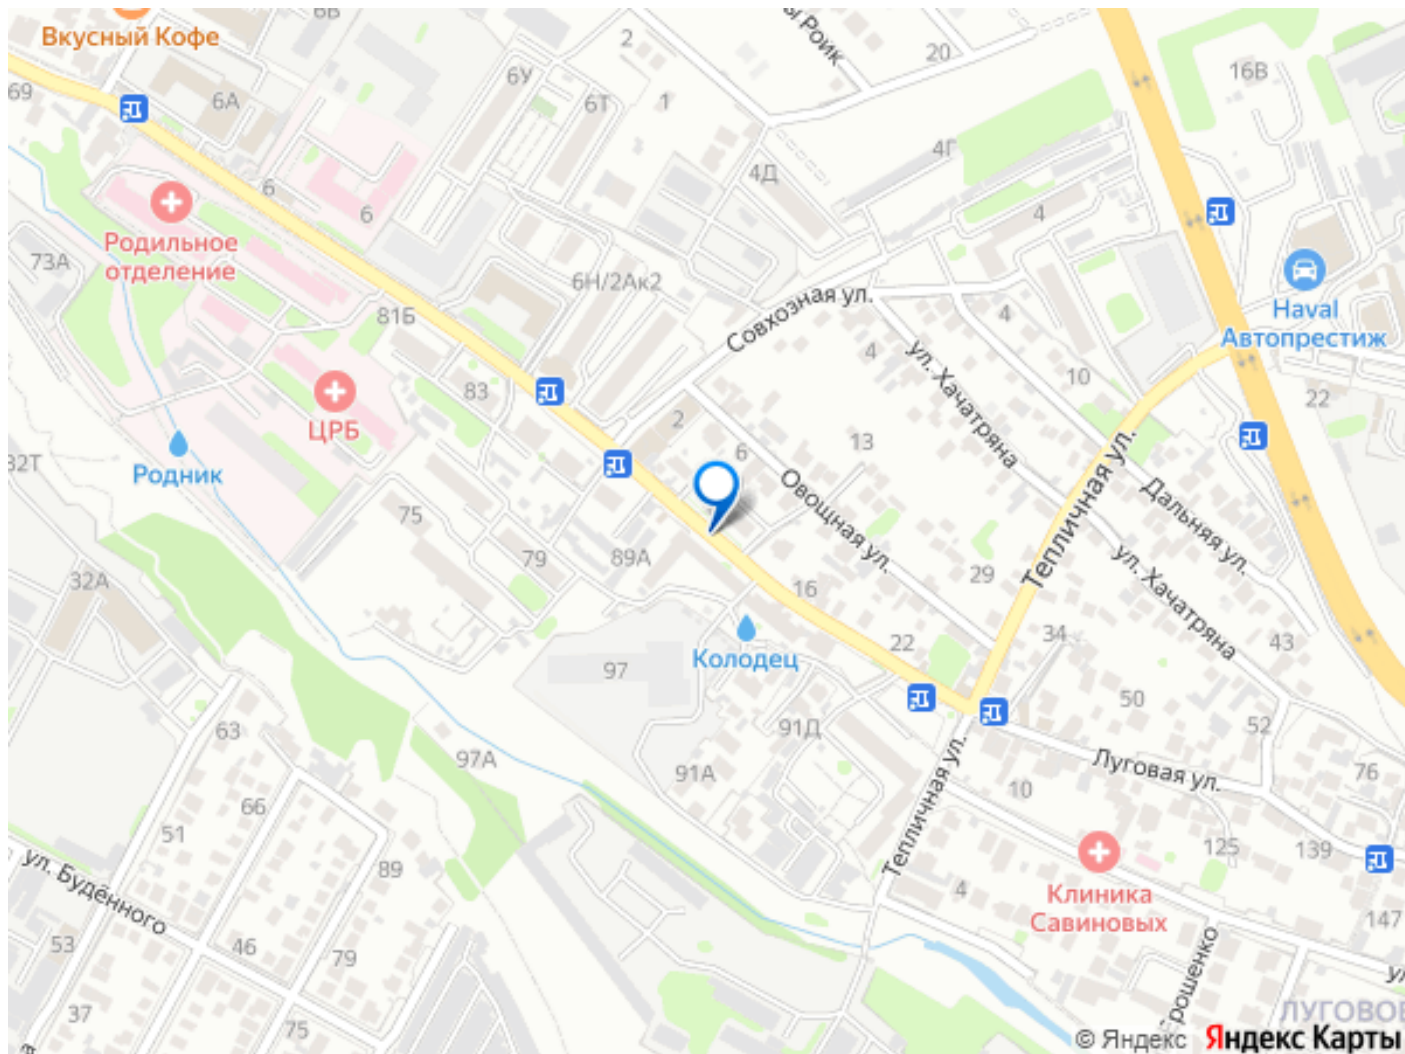 Вкусный Кофе
6В
69
6А
6У
6Т
2
1
ы Роик
20
16В
4Г
4Д
4
6
6
Родильное
отделение
73А
81Б
6Н/2Ак2
Совхозная ул.
4
4
ул. Хачатряна
10
Haval
Автопрестиж
22
83
ЦРБ
2
6
13
Овощная ул.
Тепличная ул.
Дальняя ул.
ул. Хачатряна
32Т
Родник
75
79
89А
29
32А
16
34
43
Колодец
22
97
50
52
91Д
63
97А
91А
Тепличная ул.
Луговая ул.
76
66
10
51
125
139
89
Клиника
Савиновых
4
147
ул. Будённого
53
46
79
37
75
ЛУГОВОЕ
© Яндекс
Яндекс Карты